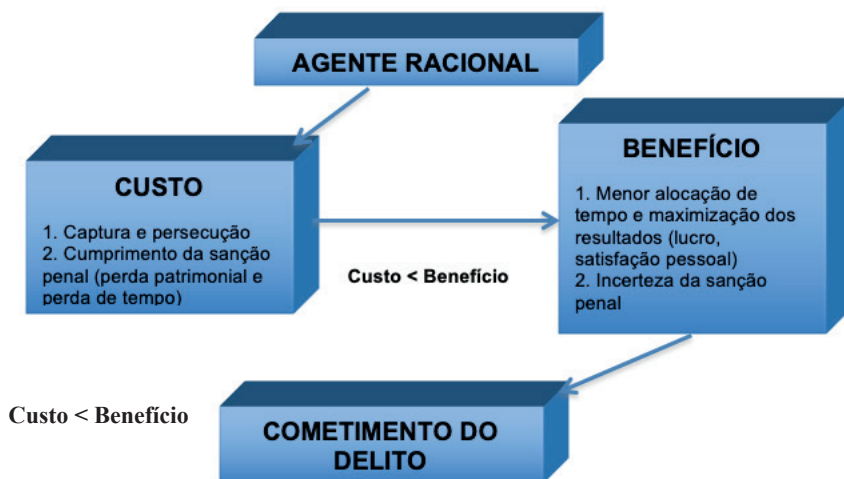 AGENTE RACIONAL
CUSTO
1. Captura e persecução
2. Cumprimento da sanção
penal (perda patrimonial e
perda de tempo)
Custo < Benefício
BENEFÍCIO
1. Menor alocação de
tempo e maximização dos
resultados (lucro,
satisfação pessoal)
2. Incerteza da sanção
penal
Custo < Benefício
COMETIMENTO DO
DELITO